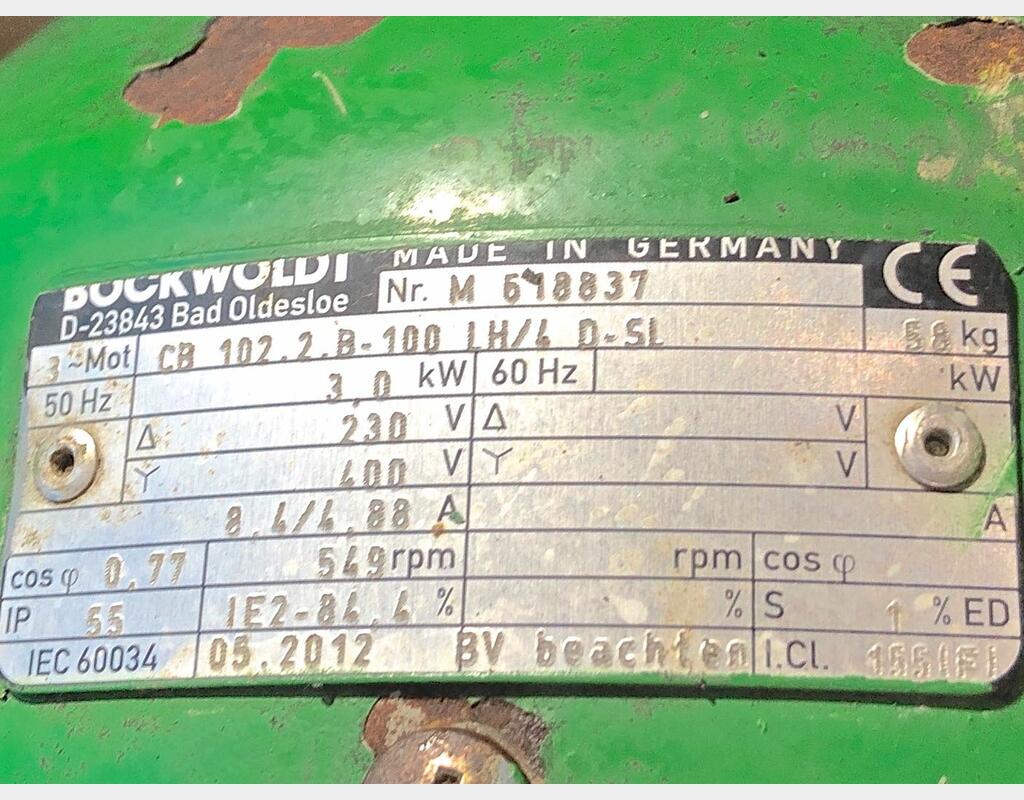 BOCKWOLDT MADE IN GERMANY CE
D-23843 Bad Oldesloe Nr. M 618837
3 ~Mot CB 102.2.B-100 LH/4 D-SL 58 kg
50 Hz 3,0 kW 60 Hz kW
Δ 230 V Δ V
Y 400 V Y V
8,4/4,88 A A
cos φ 0,77 549 rpm rpm cos φ
IP 55 IE2-84,4 % % S 1 % ED
IEC 60034 05.2012 BV beachten I.Cl. 155(F)